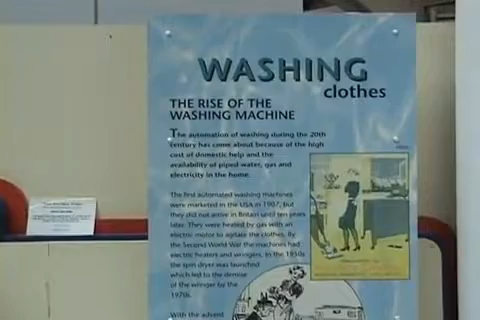 WASHING
clothes
THE RISE OF THE
WASHING MACHINE
The automation of washing during the 20th
century has come about because of the high
cost of domestic help and the
availability of piped water, gas and
electricity in the home.
The first automated washing machines
were marketed in the USA in 1907, but
they did not arrive in Britain until ten years
later. They were heated by gas with an
electric motor to agitate the clothes. By
the Second World War the machines had
electric heaters and wringers. In the 1950s
the spin dryer was launched
which led to the demise
of the wringer by the
1970s.
With the advent